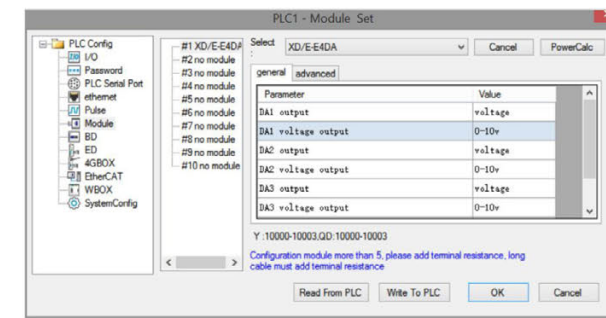 PLC1 - Module Set
PLC Config
I/O
Password
PLC Serial Port
ethernet
Pulse
Module
BD
ED
4GBOX
EtherCAT
WBOX
SystemConfig
#1 XD/E-E4DA
#2 no module
#3 no module
#4 no module
#5 no module
#6 no module
#7 no module
#8 no module
#9 no module
#10 no module
Select
:
XD/E-E4DA
Cancel
PowerCalc
general
advanced
Parameter Value
DA1 output voltage
DA1 voltage output 0-10v
DA2 output voltage
DA2 voltage output 0-10v
DA3 output voltage
DA3 voltage output 0-10v
Y :10000-10003,QD:10000-10003
Configuration module more than 5, please add terminal resistance, long
cable must add terminal resistance
Read From PLC
Write To PLC
OK
Cancel